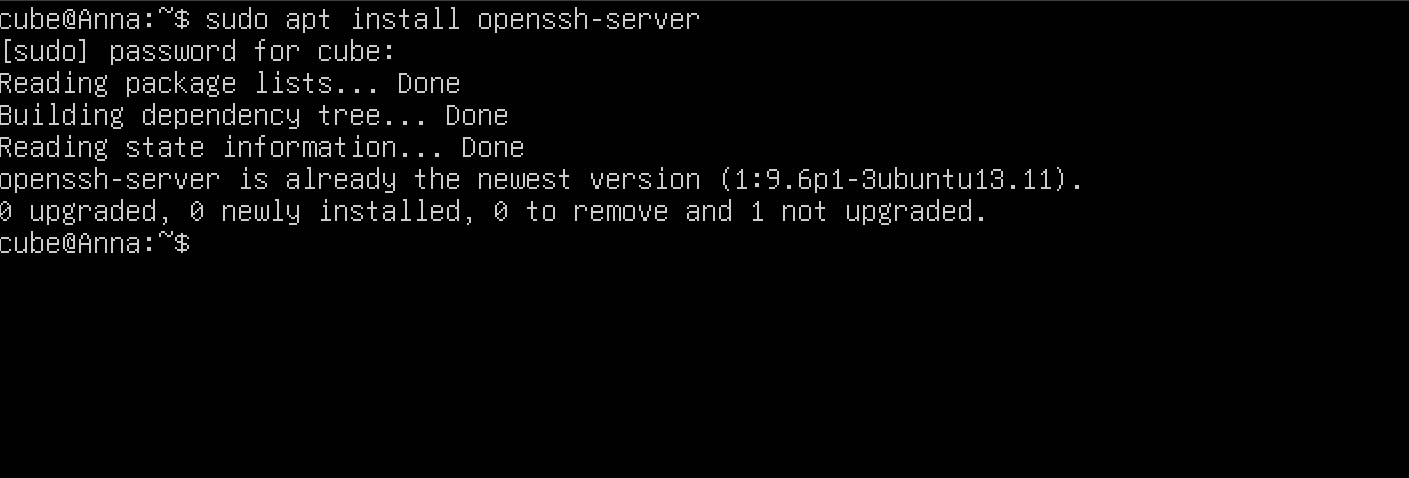 cube@Anna:~$ sudo apt install openssh-server
[sudo] password for cube:
Reading package lists... Done
Building dependency tree... Done
Reading state information... Done
openssh-server is already the newest version (1:9.6p1-3ubuntu13.11).
0 upgraded, 0 newly installed, 0 to remove and 1 not upgraded.
cube@Anna:~$